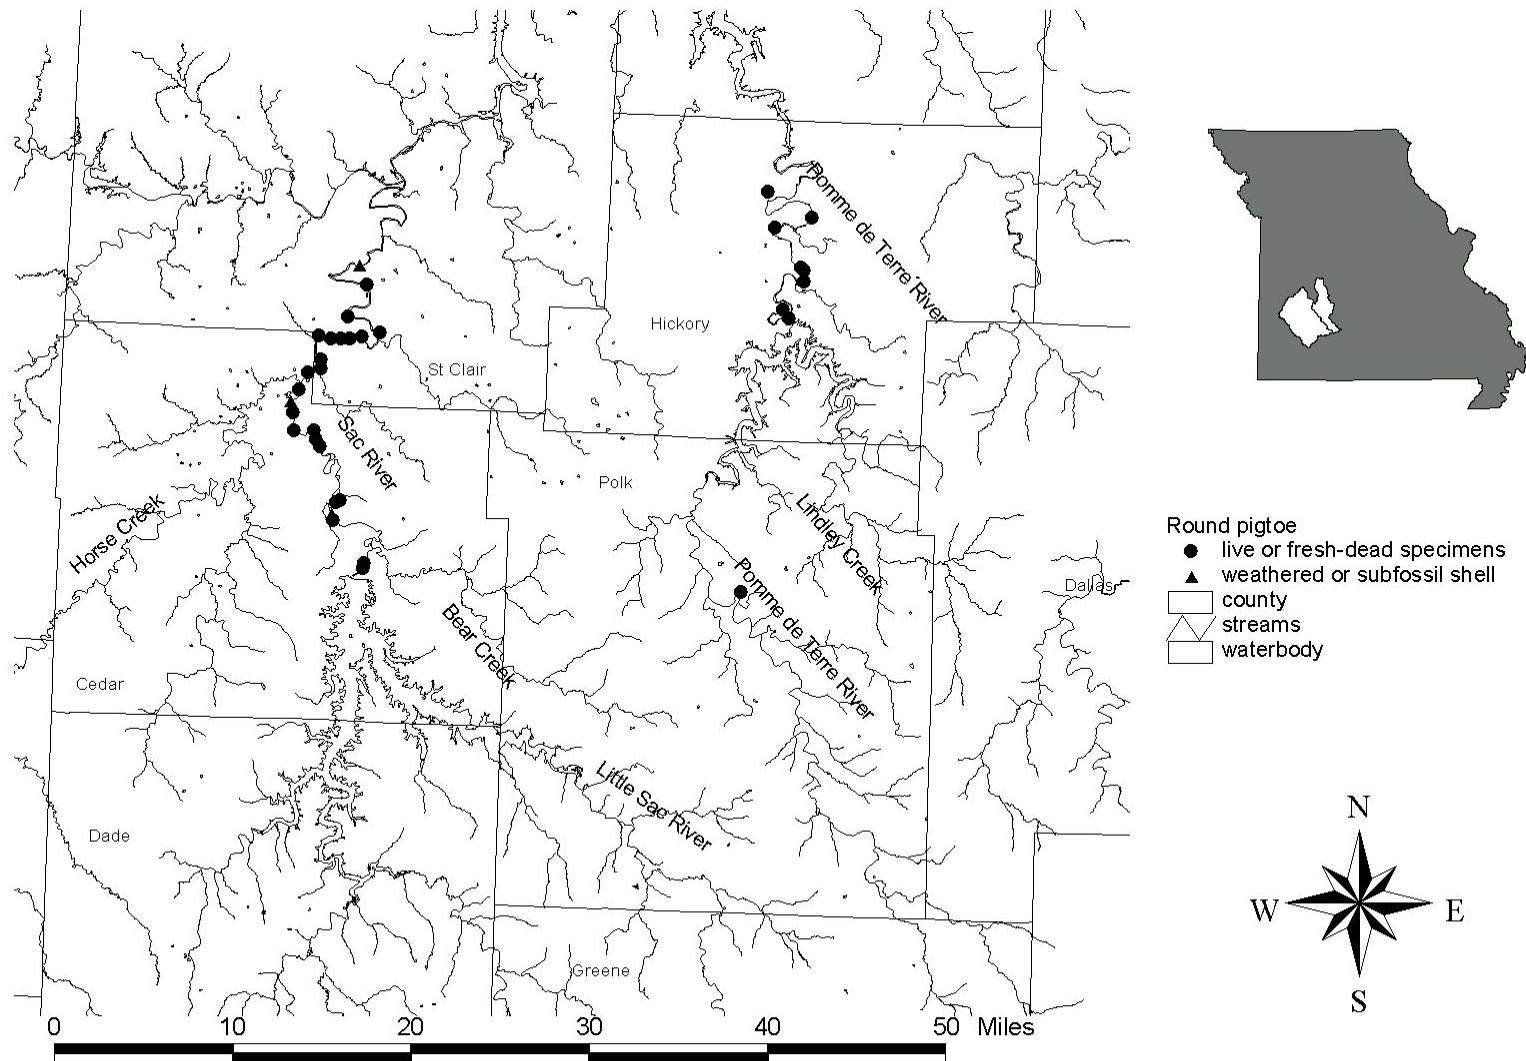 Pomme de Terre River
Hickory
St Clair
Sac River
Polk
Horse Creek
Lindley Creek
Pomme de Terre River
Dallas
Bear Creek
Cedar
Little Sac River
Dade
Greene
0 10 20 30 40 50 Miles
Round pigtoe
live or fresh-dead specimens
weathered or subfossil shell
county
streams
waterbody
N
W E
S